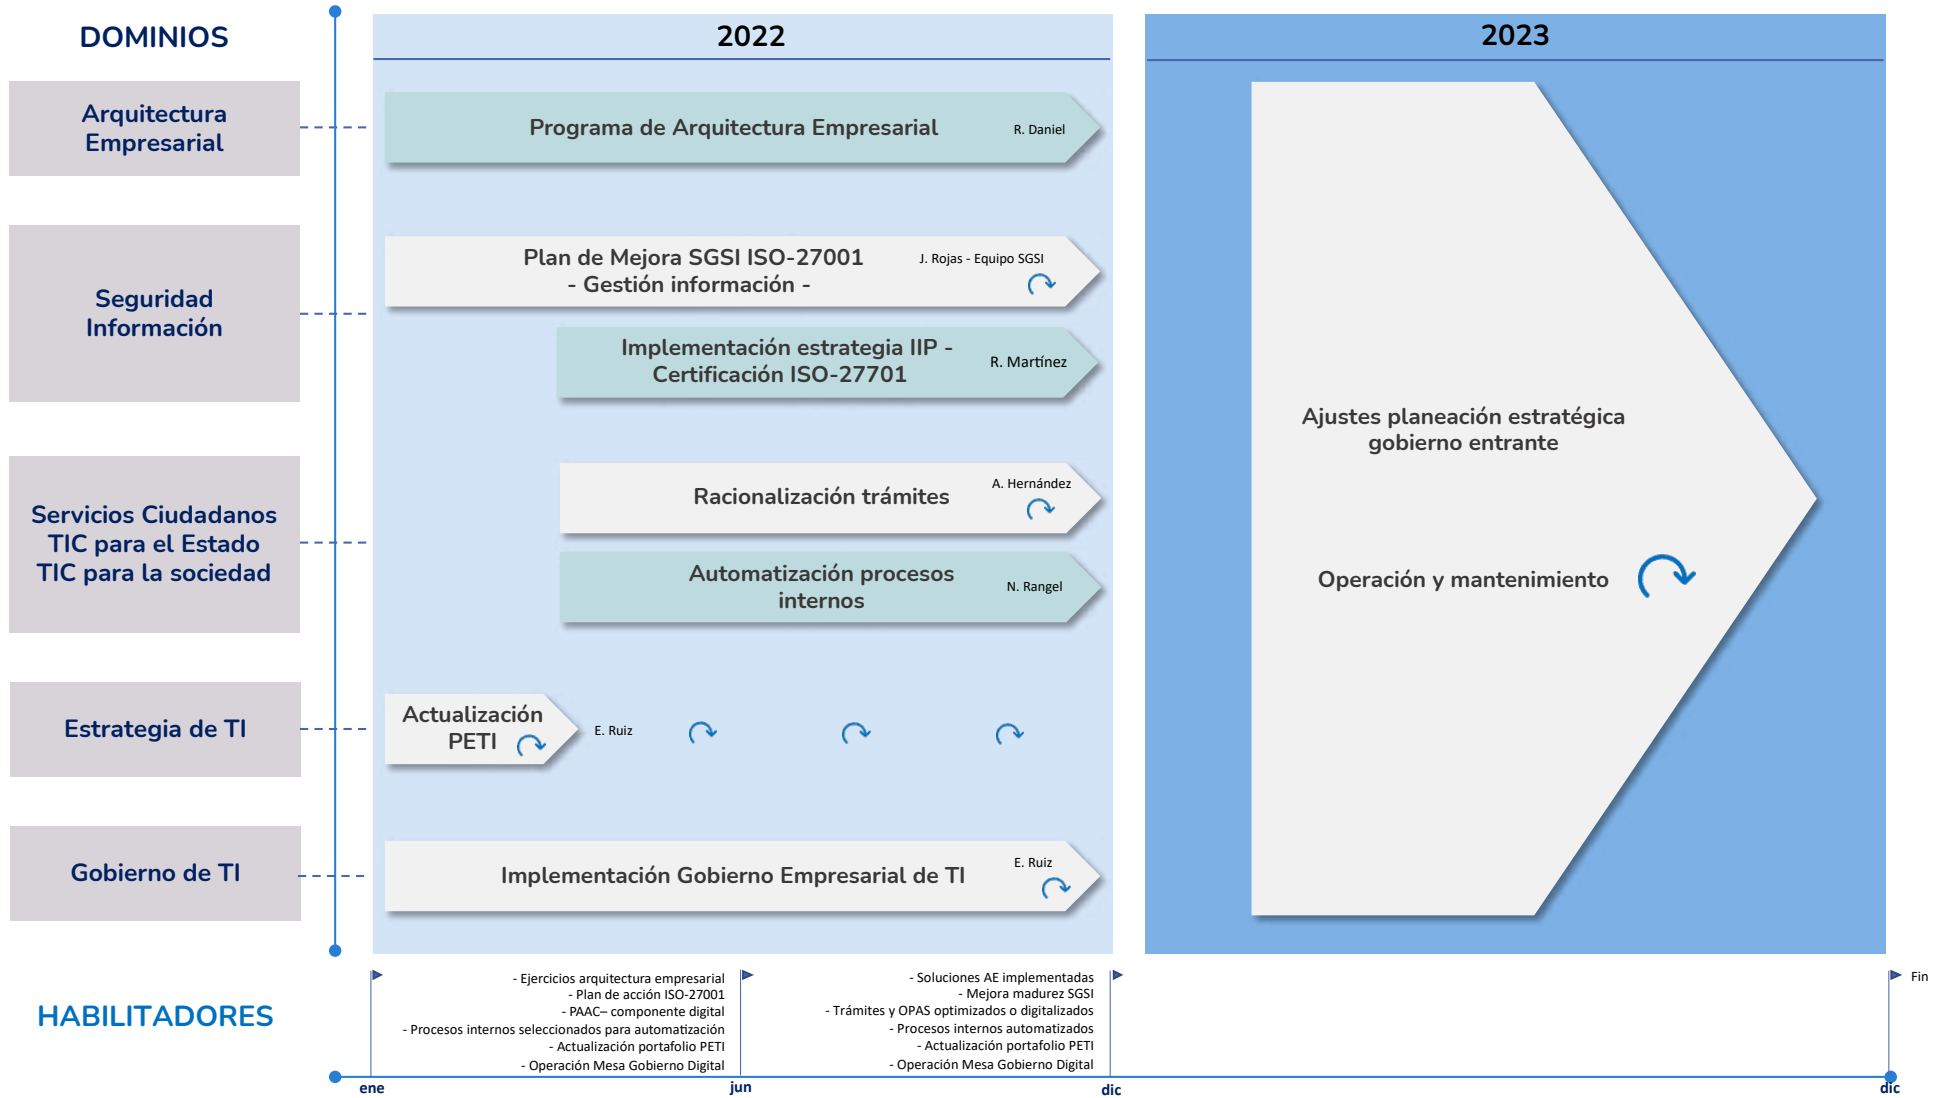 DOMINIOS
2022
2023
Arquitectura
Empresarial
Programa de Arquitectura Empresarial
R. Daniel
Seguridad
Información
Plan de Mejora SGSI ISO-27001
- Gestión información -
J. Rojas - Equipo SGSI
Implementación estrategia IIP -
Certificación ISO-27701
R. Martínez
Servicios Ciudadanos
TIC para el Estado
TIC para la sociedad
Racionalización trámites
A. Hernández
Automatización procesos
internos
N. Rangel
Estrategia de TI
Actualización
PETI
E. Ruiz
Gobierno de TI
Implementación Gobierno Empresarial de TI
E. Ruiz
Ajustes planeación estratégica
gobierno entrante
Operación y mantenimiento
HABILITADORES
- Ejercicios arquitectura empresarial
- Plan de acción ISO-27001
- PAAC– componente digital
- Procesos internos seleccionados para automatización
- Actualización portafolio PETI
- Operación Mesa Gobierno Digital
- Soluciones AE implementadas
- Mejora madurez SGSI
- Trámites y OPAS optimizados o digitalizados
- Procesos internos automatizados
- Actualización portafolio PETI
- Operación Mesa Gobierno Digital
Fin
ene
jun
dic
dic